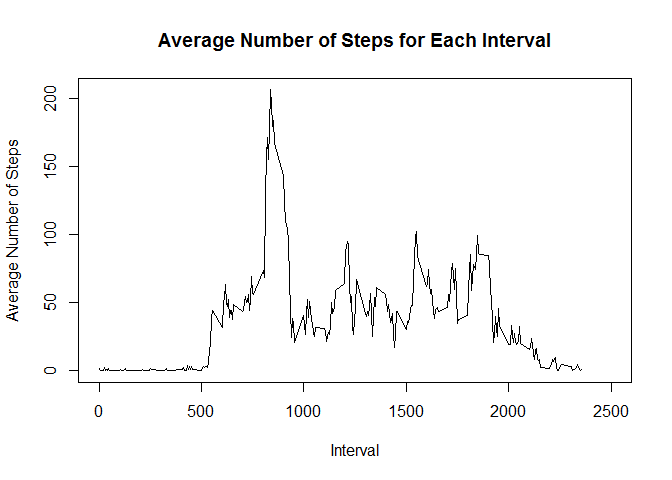 Average Number of Steps for Each Interval
Average Number of Steps
200
150
100
50
0
0 500 1000 1500 2000 2500
Interval